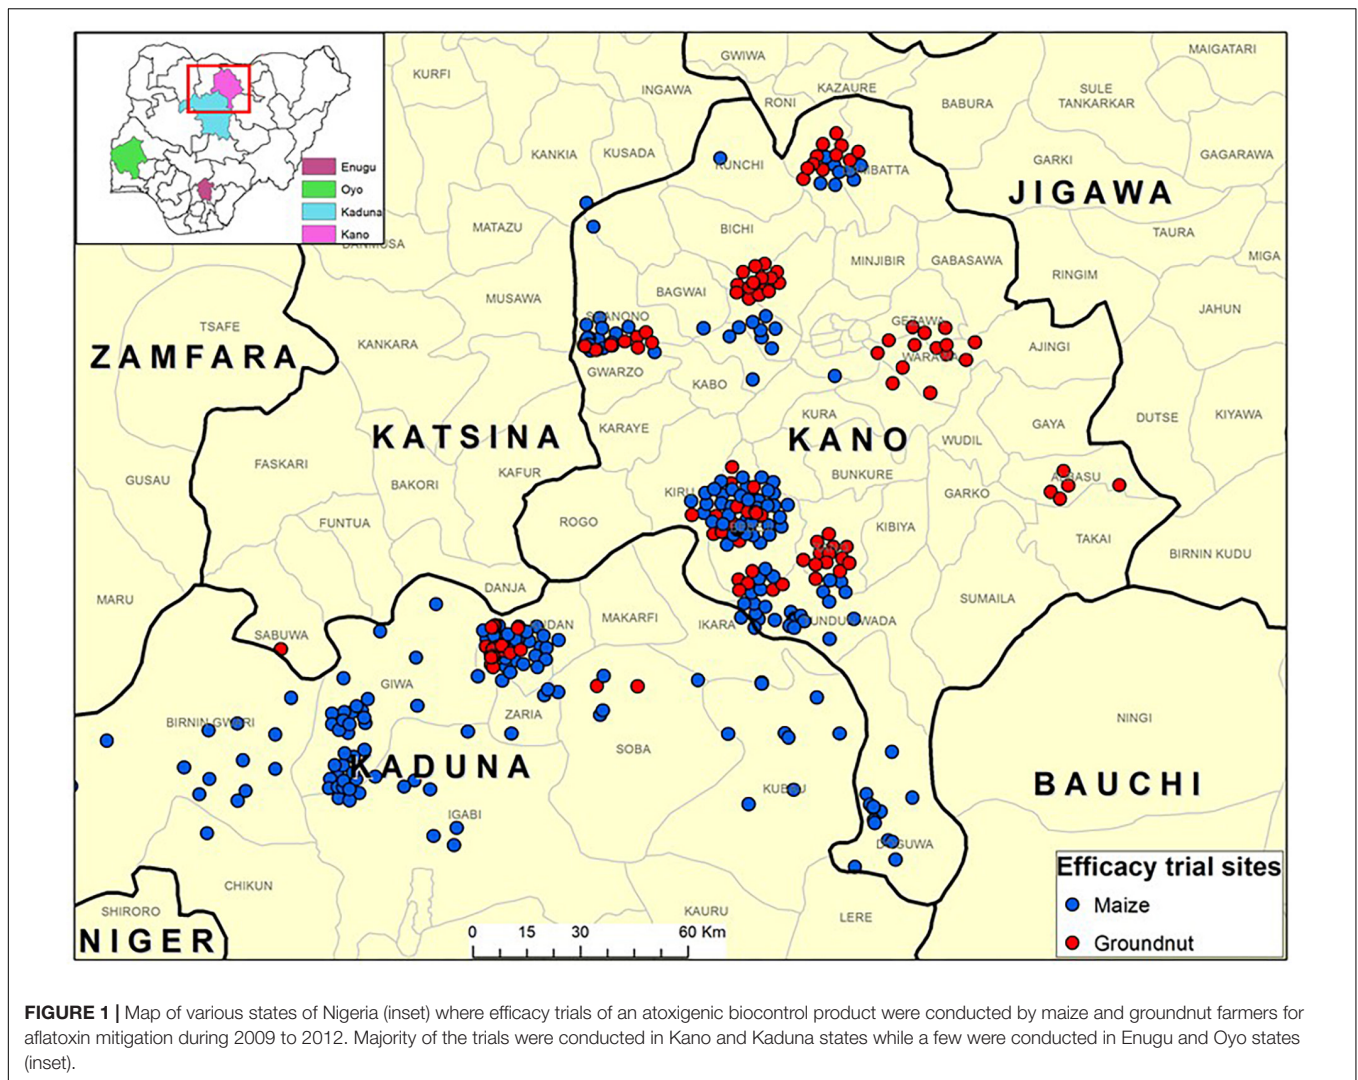 GWIWA
MAIGATARI
KURFI
INGAWA
KAZAURE
SULE
TANKARKAR
RONI
BABURA
KANKIA
KUSADA
KUNCHI
GARKI
GAGARAWA
JIGAWA
Enugu
Oyo
Kaduna
Kano
MATAZU
BICHI
TAURA
MIGA
MINJIBIR
GABASAWA
RINGIM
MUSAWA
BAGWAI
JAHUN
TSAFE
GEZAWA
ZAMFARA
KANKARA
AJINGI
GWARZO
KABO
KURA
GAYA
DUTSE
KIYAWA
KARAYE
KATSINA
KANO
WUDIL
FASKARI
KAFUR
BUNKURE
GUSAU
BAKORI
KIRU
GARKO
FUNTUA
ROGO
KIBIYA
TAKAI
BIRNIN KUDU
DANJA
MARU
SUMAILA
MAKARFI
IKARA
SABUWA
GIWA
BIRNIN GWARI
ZARIA
NINGI
SOBA
KADUNA
BAUCHI
IGABI
CHIKUN
SHIRORO
KAURU
LERE
NIGER
0 15 30 60 Km
Efficacy trial sites
Maize
Groundnut
FIGURE 1 | Map of various states of Nigeria (inset) where efficacy trials of an atoxigenic biocontrol product were conducted by maize and groundnut farmers for
aflatoxin mitigation during 2009 to 2012. Majority of the trials were conducted in Kano and Kaduna states while a few were conducted in Enugu and Oyo states
(inset).